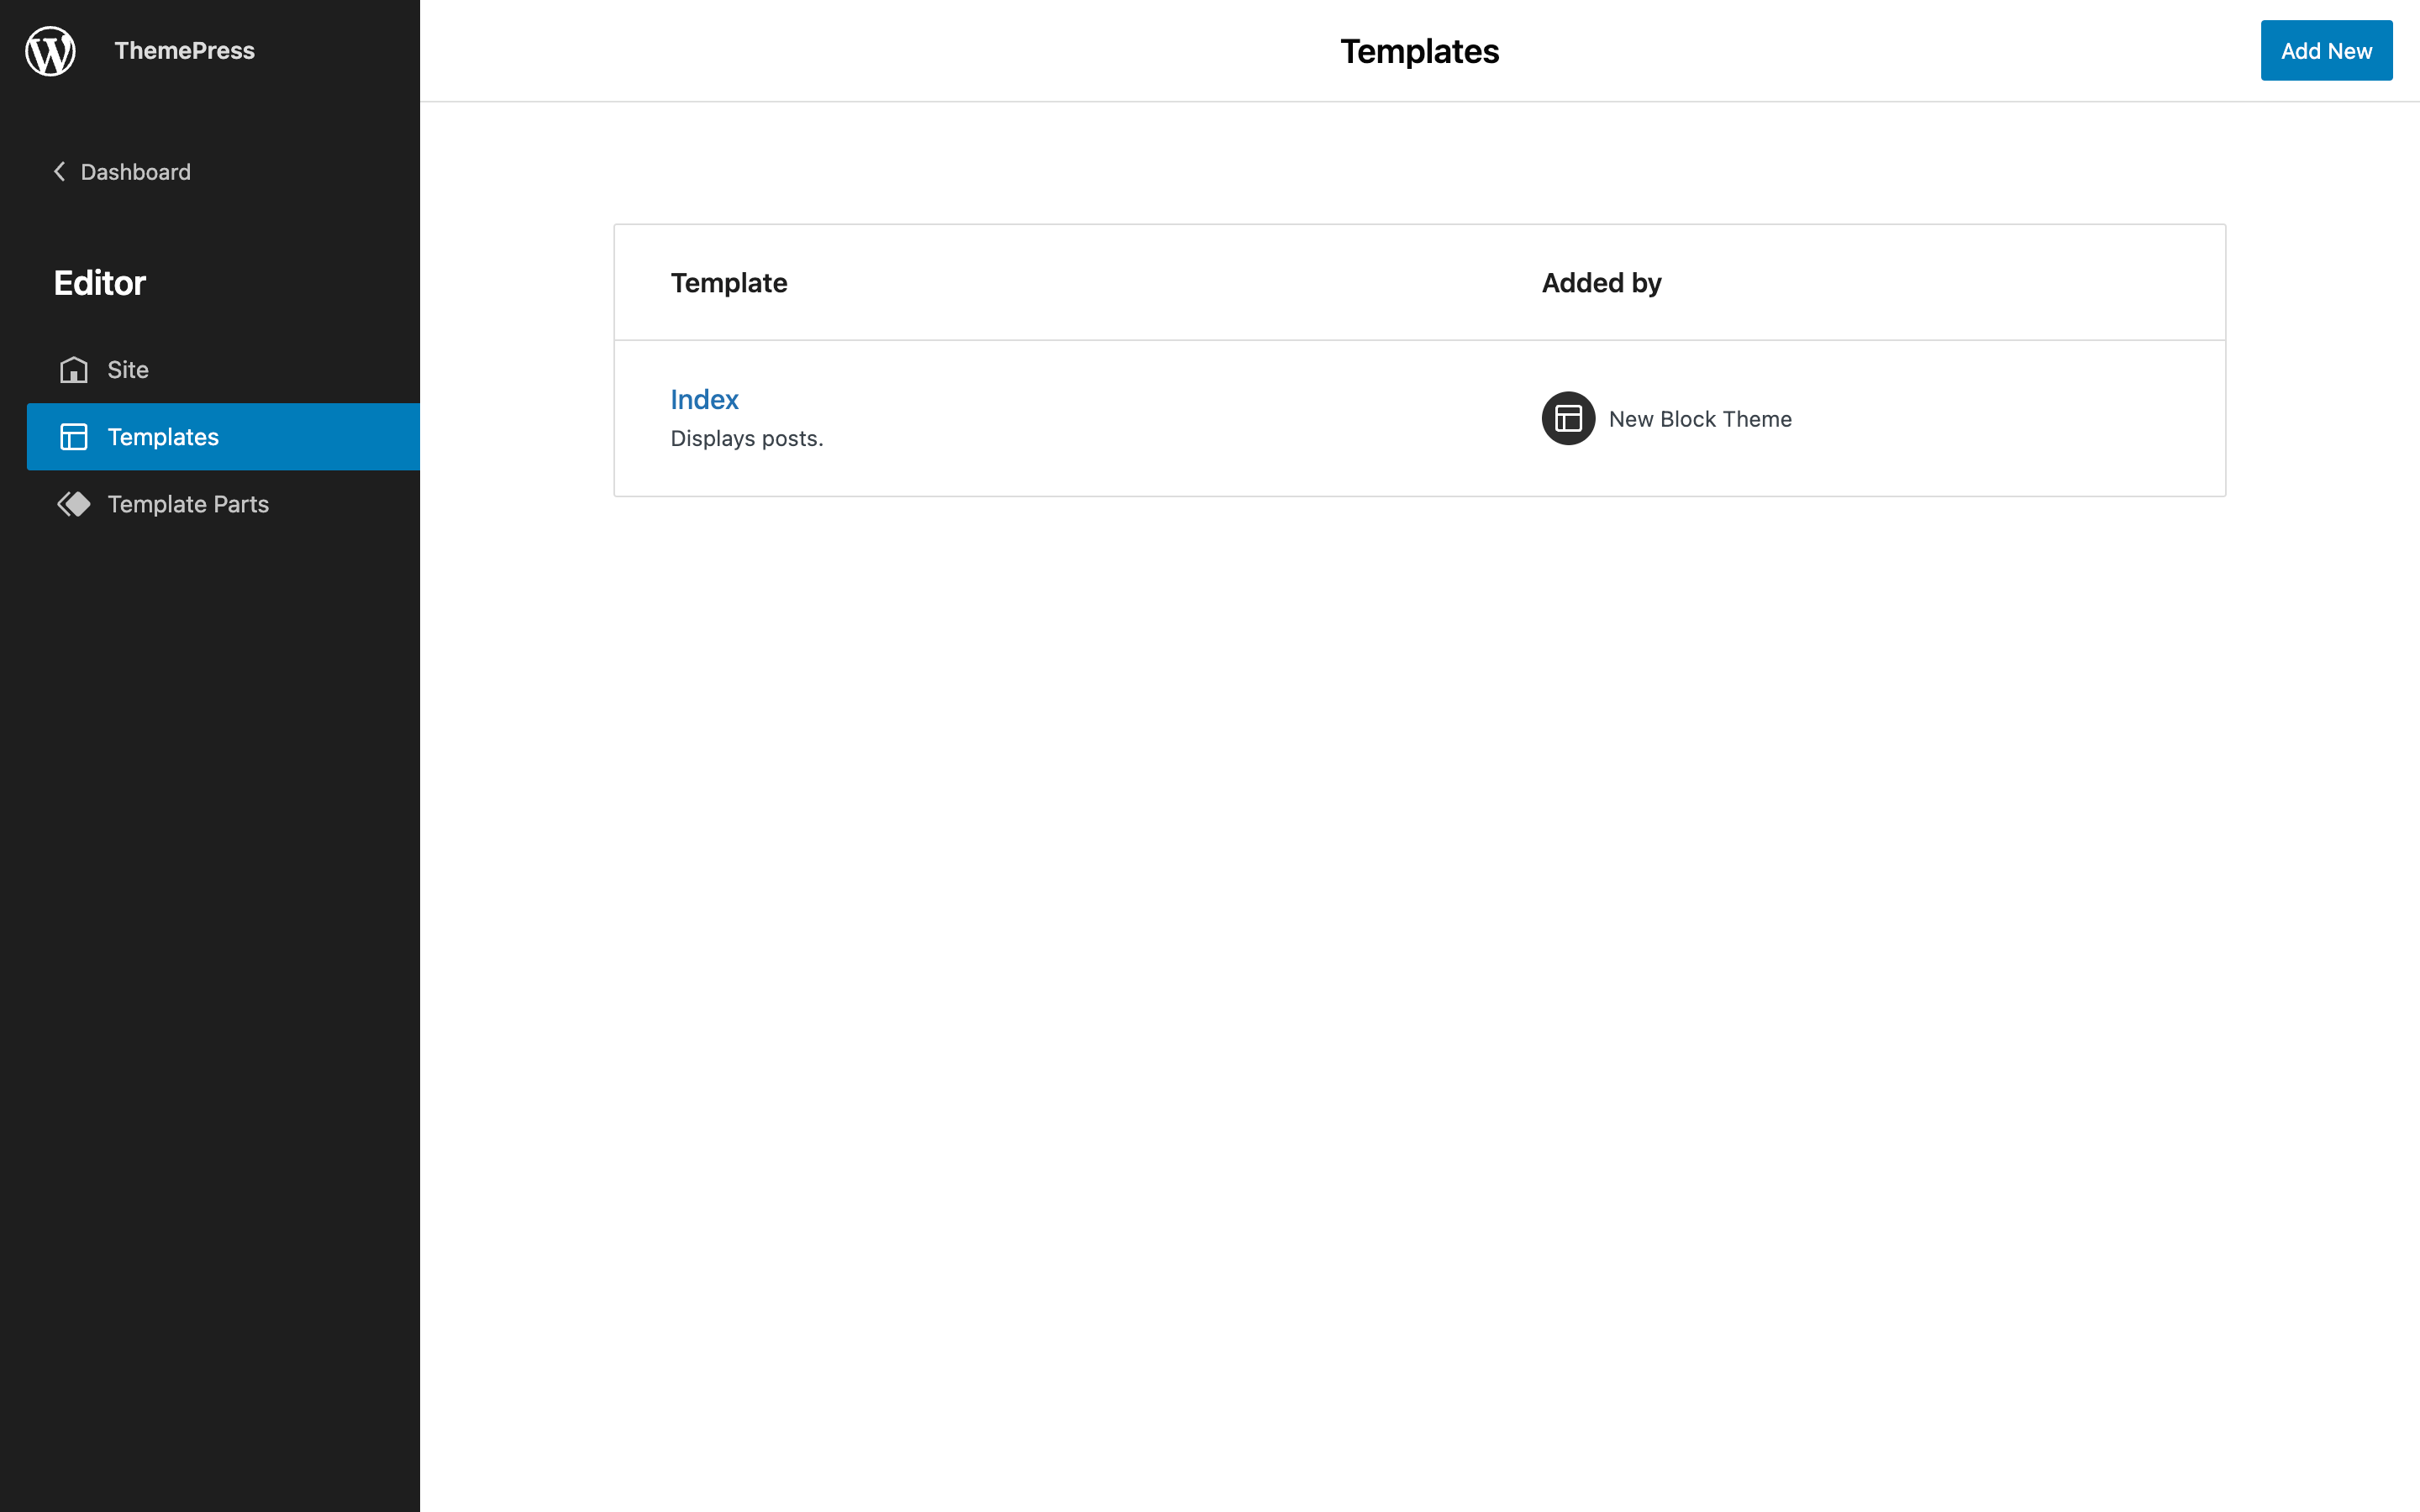 ThemePress
Templates
Add New
Dashboard
Editor
Site
Templates
Template Parts
Template
Added by
Index
Displays posts.
New Block Theme